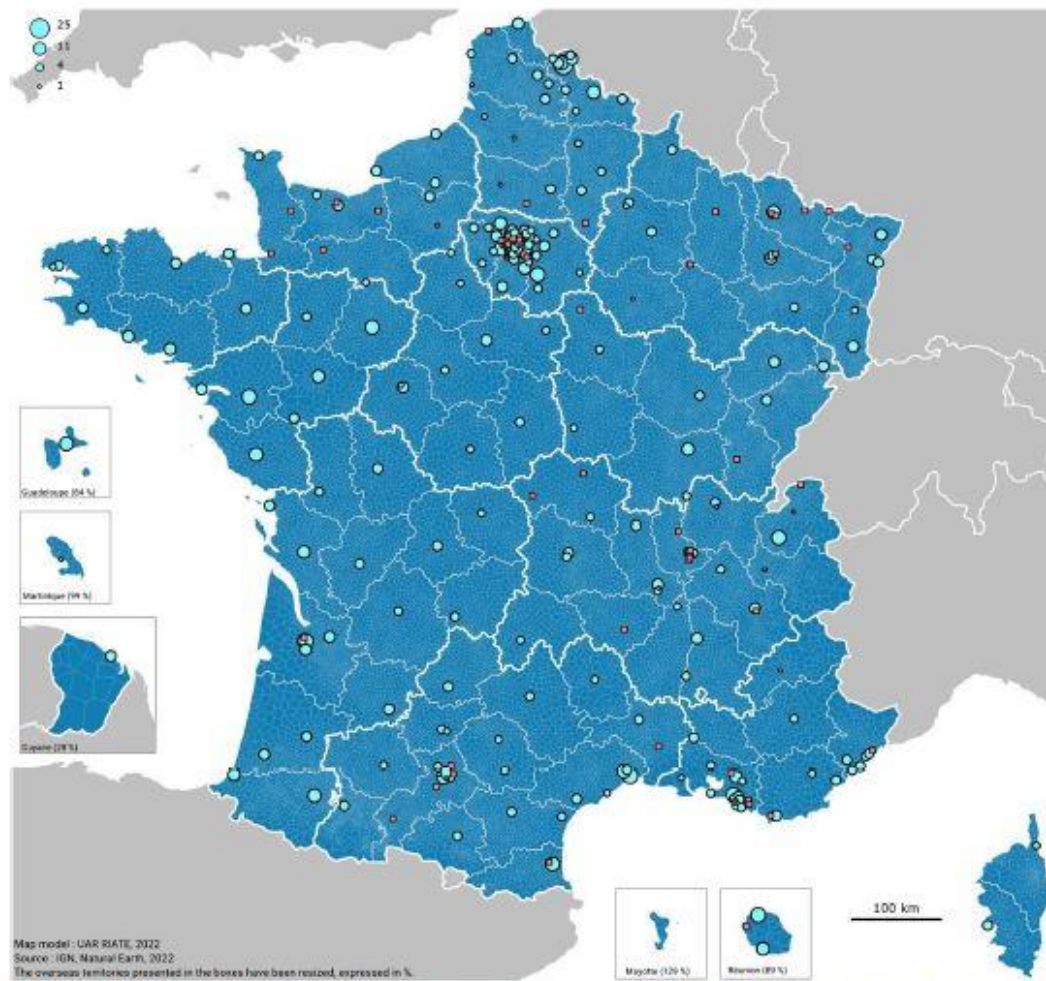 25
11
4
1
Guadeloupe (84 %)
Martinique (99 %)
Guyane (28 %)
Mayotte (129 %)
Réunion (89 %)
100 km
Map model : UAR RIATE, 2022
Source : IGN, Natural Earth, 2022
The overseas territories presented in the boxes have been resized, expressed in %.